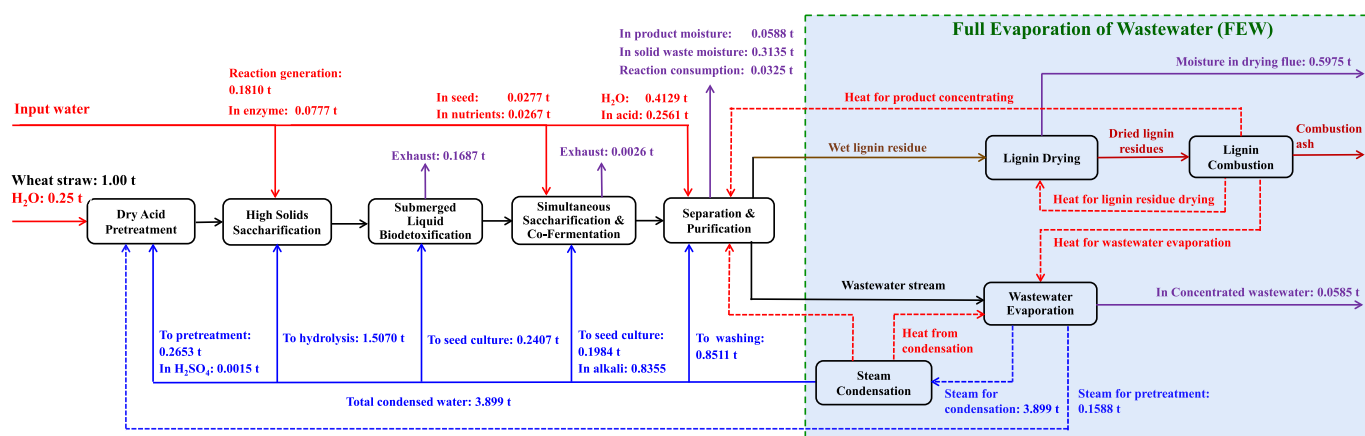 Full Evaporation of Wastewater (FEW)
In product moisture: 0.0588 t
In solid waste moisture: 0.3135 t
Reaction consumption: 0.0325 t
Moisture in drying flue: 0.5975 t
Reaction generation:
0.1810 t
In enzyme: 0.0777 t
In seed: 0.0277 t
In nutrients: 0.0267 t
H2O: 0.4129 t
In acid: 0.2561 t
Heat for product concentrating
Input water
Exhaust: 0.1687 t
Exhaust: 0.0026 t
Wet lignin residue
Lignin Drying
Dried lignin
residues
Lignin
Combustion
Combustion
ash
Wheat straw: 1.00 t
H2O: 0.25 t
Dry Acid
Pretreatment
High Solids
Saccharification
Submerged
Liquid
Biodetoxification
Simultaneous
Saccharification &
Co-Fermentation
Separation &
Purification
Heat for lignin residue drying
Heat for wastewater evaporation
Wastewater stream
Wastewater
Evaporation
In Concentrated wastewater: 0.0585 t
To pretreatment:
0.2653 t
In H2SO4: 0.0015 t
To hydrolysis: 1.5070 t
To seed culture: 0.2407 t
To seed culture:
0.1984 t
In alkali: 0.8355
To washing:
0.8511 t
Heat from
condensation
Steam
Condensation
Total condensed water: 3.899 t
Steam for
condensation: 3.899 t
Steam for pretreatment:
0.1588 t